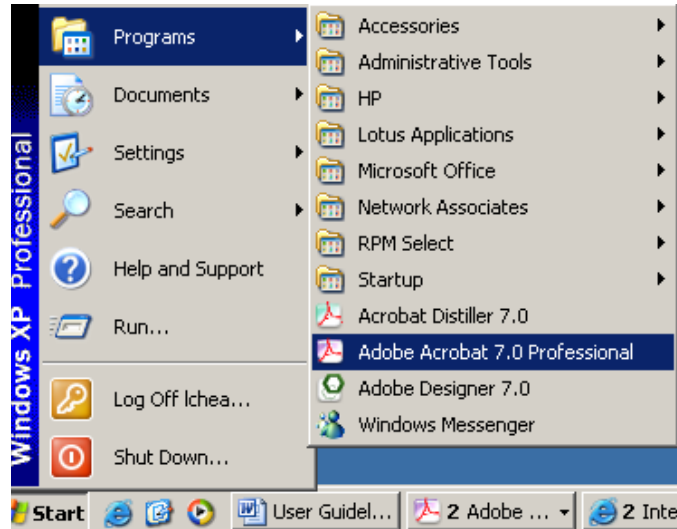 Windows XP Professional
Programs
Documents
Settings
Search
Help and Support
Run...
Log Off lchea...
Shut Down...
Accessories
Administrative Tools
HP
Lotus Applications
Microsoft Office
Network Associates
RPM Select
Startup
Acrobat Distiller 7.0
Adobe Acrobat 7.0 Professional
Adobe Designer 7.0
Windows Messenger
Start
User Guidel...
2 Adobe ...
2 Inte